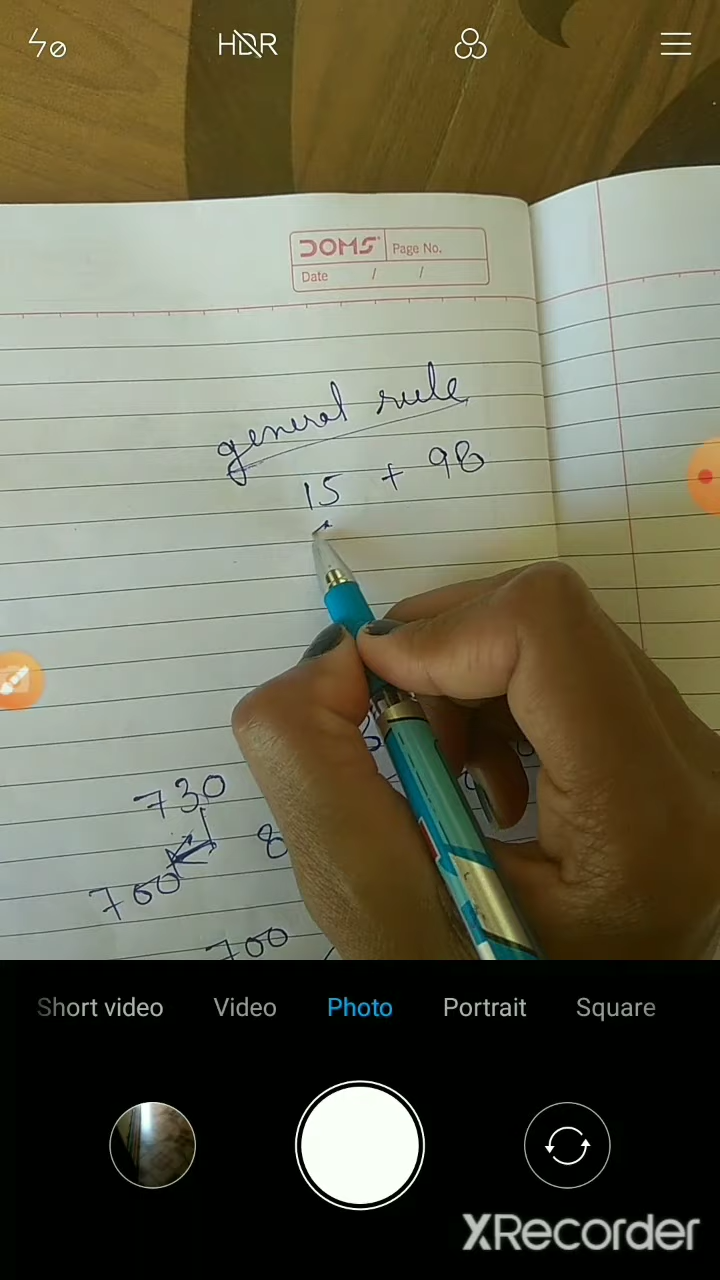 HDR
DOMS Page No.
Date / /
general rule
15 + 98
730
8
700
700
Short video Video Photo Portrait Square
XRecorder